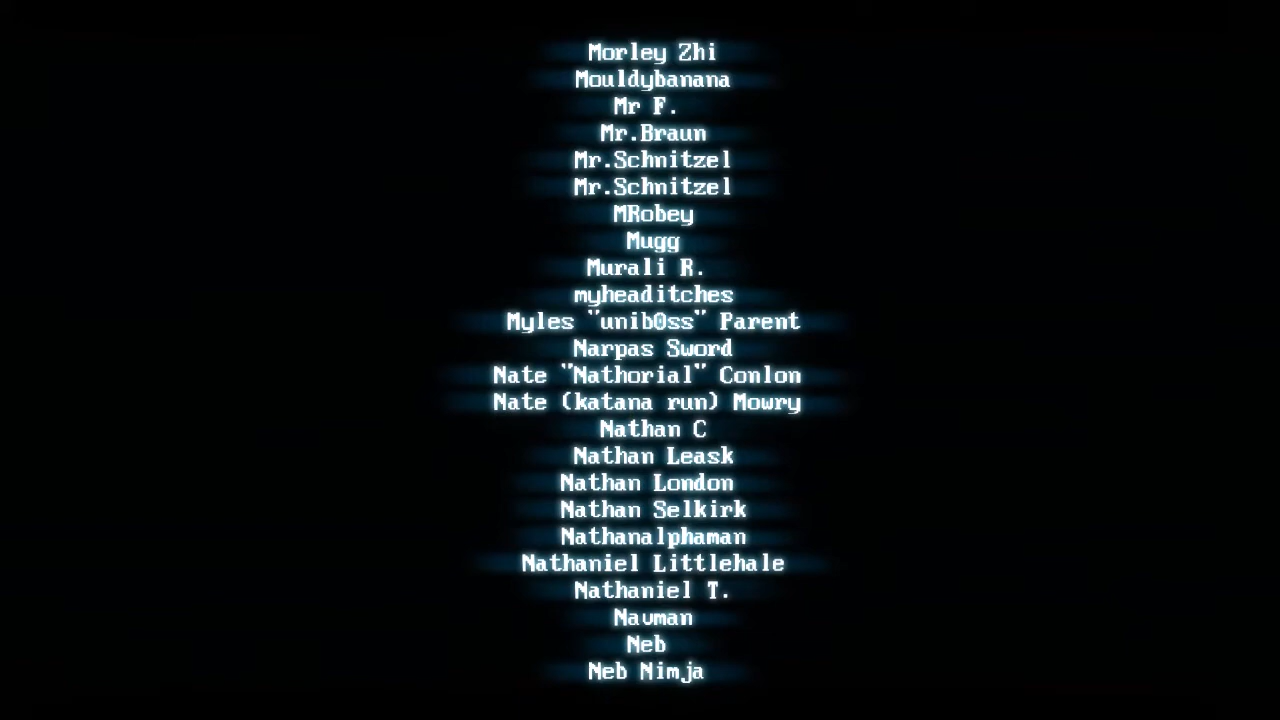 Morley Zhi
Mouldybanana
Mr F.
Mr.Braun
Mr.Schnitzel
Mr.Schnitzel
MRobey
Mugg
Murali R.
myheaditches
Myles "unib0ss" Parent
Narpas Sword
Nate "Nathorial" Conlon
Nate (katana run) Mowry
Nathan C
Nathan Leask
Nathan London
Nathan Selkirk
Nathanalphaman
Nathaniel Littlehale
Nathaniel T.
Navman
Neb
Neb Nimja